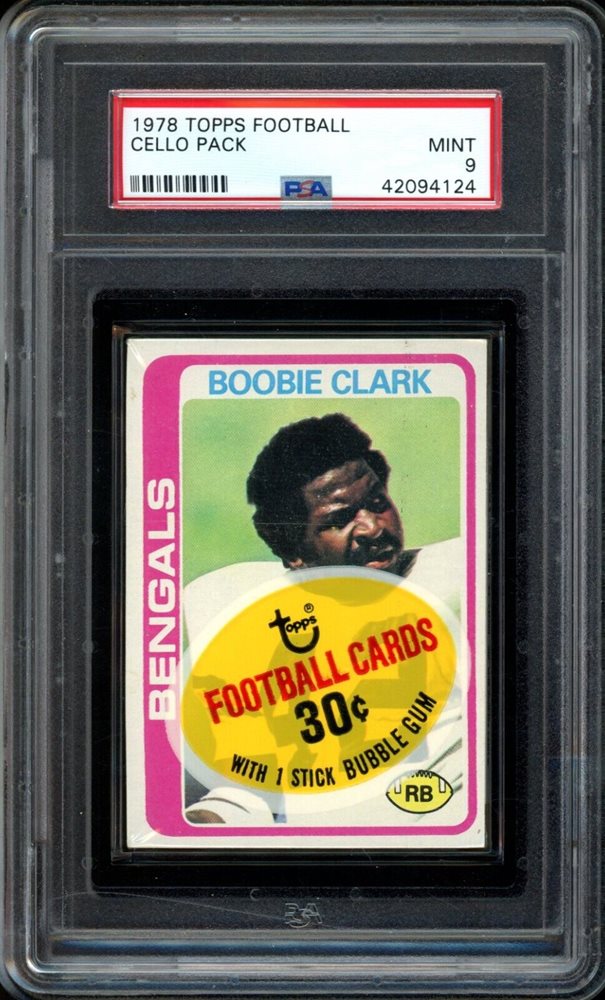 1978 TOPPS FOOTBALL
CELLO PACK
MINT
9
PSA
42094124
BOOBIE CLARK
BENGALS
topps®
FOOTBALL CARDS
30¢
WITH 1 STICK BUBBLE GUM
RB
PSA